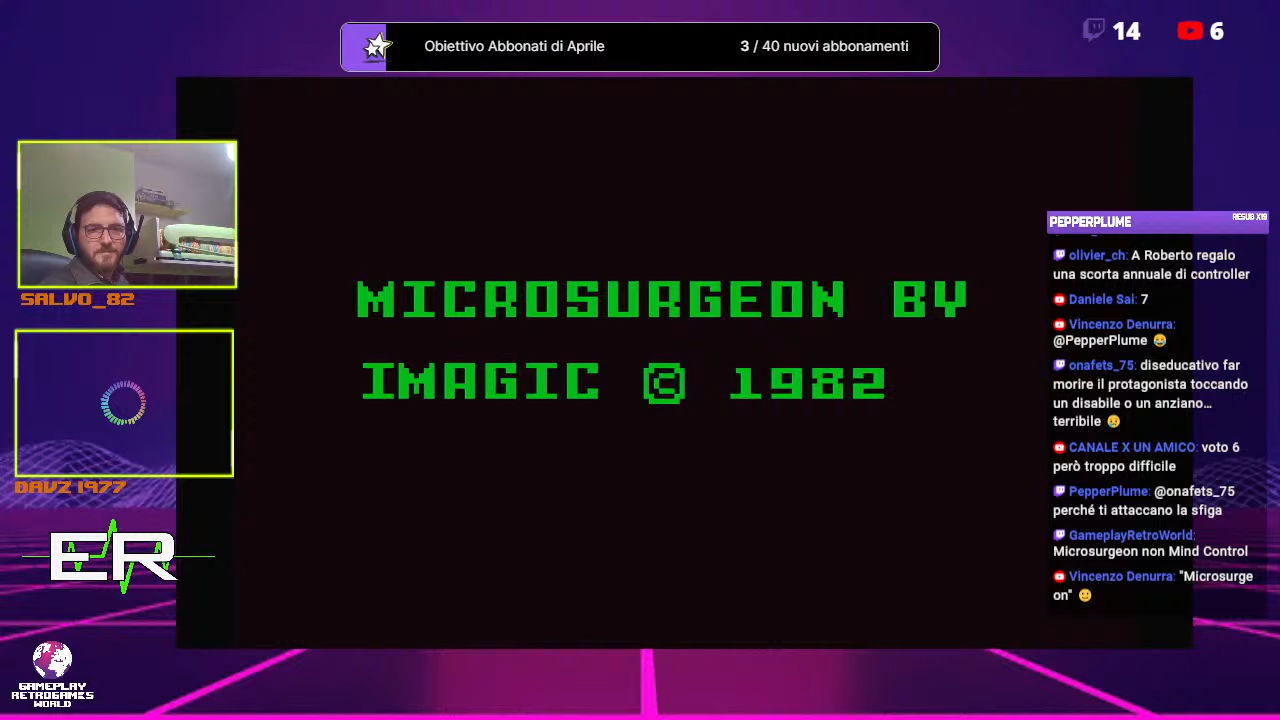 Obiettivo Abbonati di Aprile
3 / 40 nuovi abbonamenti
14
6
SALVO_82
DAVZ 1977
ER
GAMEPLAY
RETROGAMES
WORLD
MICROSURGEON BY
IMAGIC © 1982
PEPPERPLUME
RESUB X19
olivier_ch: A Roberto regalo
una scorta annuale di controller
Daniele Sai: 7
Vincenzo Denurra:
@PepperPlume 😂
onafets_75: diseducativo far
morire il protagonista toccando
un disabile o un anziano...
terribile 😢
CANALE X UN AMICO: voto 6
però troppo difficile
PepperPlume: @onafets_75
perché ti attaccano la sfiga
GameplayRetroWorld:
Microsurgeon non Mind Control
Vincenzo Denurra: "Microsurge
on" 🙂